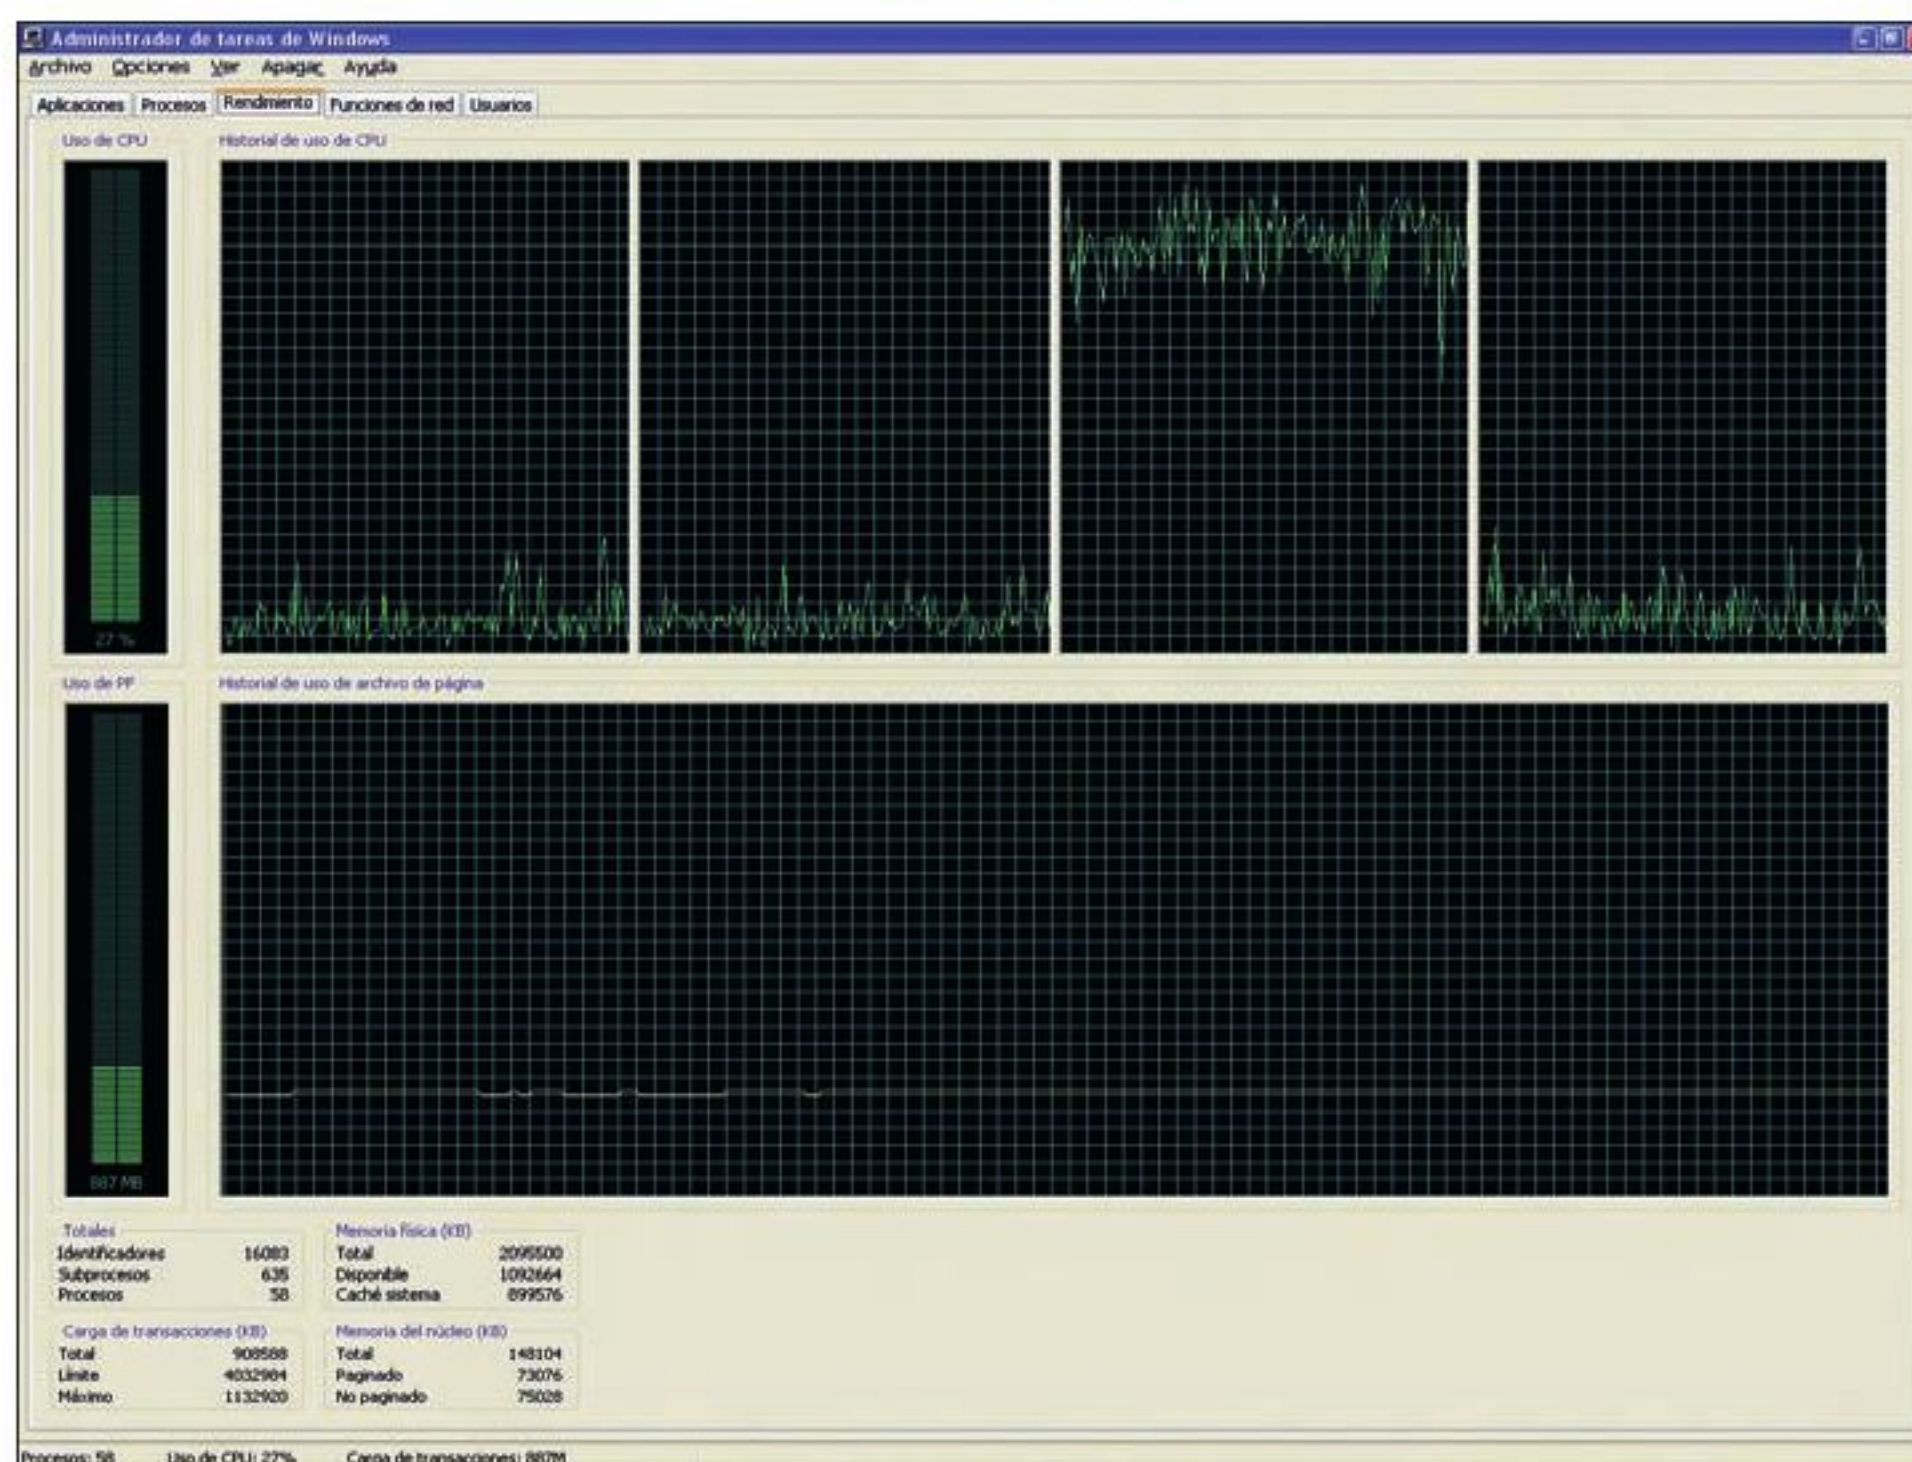 Administrador de tareas de Windows
Archivo Opciones Ver Apagar Ayuda
Aplicaciones Procesos Rendimiento Funciones de red Usuarios
Uso de CPU
Historial de uso de CPU
27 %
Uso de PF
Historial de uso de archivo de página
887 MB
Totales
Identificadores 16083
Subprocesos 635
Procesos 58
Memoria física (KB)
Total 2095500
Disponible 1092664
Caché sistema 899576
Carga de transacciones (KB)
Total 908588
Límite 4032984
Máximo 1132920
Memoria del núcleo (KB)
Total 148104
Paginado 73076
No paginado 75028
Procesos: 58 Uso de CPU: 27% Carga de transacciones: 887M